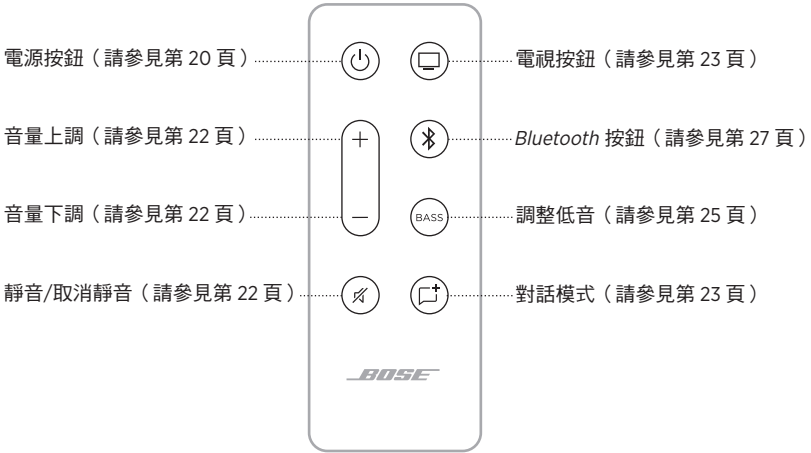 電源按鈕（請參見第 20 頁）
電視按鈕（請參見第 23 頁）
音量上調（請參見第 22 頁）
Bluetooth 按鈕（請參見第 27 頁）
音量下調（請參見第 22 頁）
BASS
調整低音（請參見第 25 頁）
靜音/取消靜音（請參見第 22 頁）
對話模式（請參見第 23 頁）
BOSE